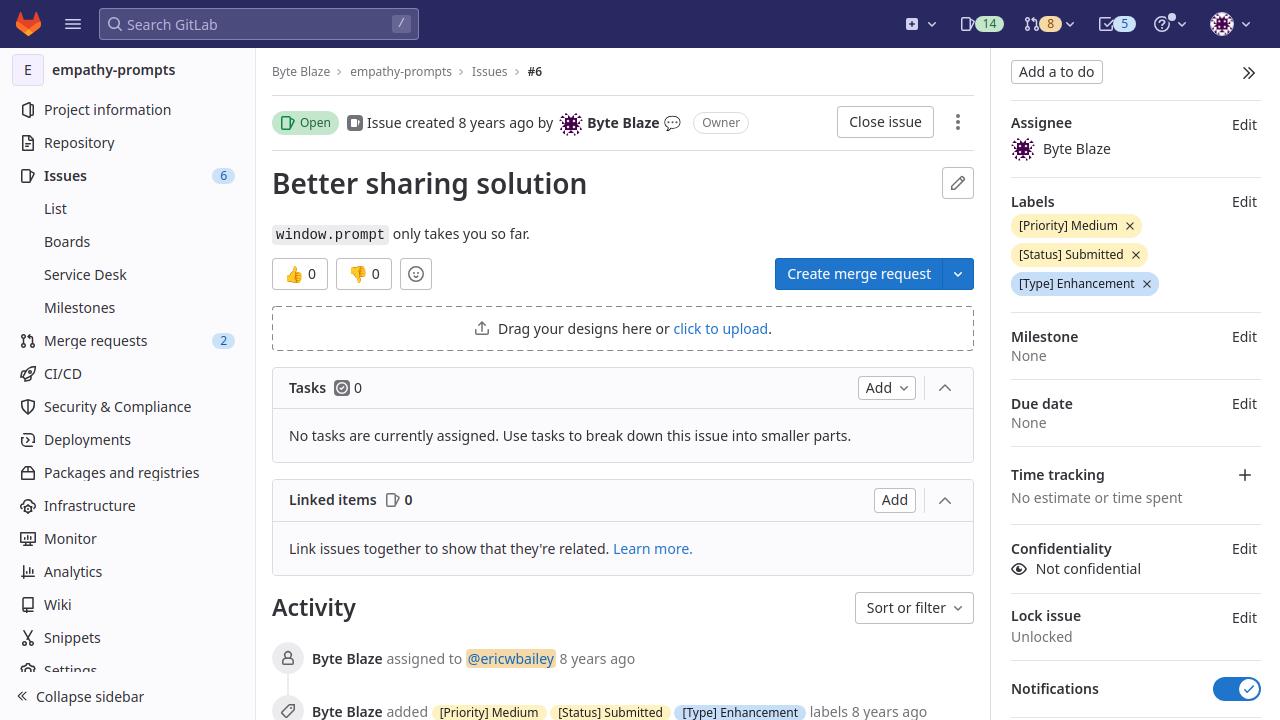 Search GitLab /
14
8
5
E empathy-prompts
Project information
Repository
Issues 6
List
Boards
Service Desk
Milestones
Merge requests 2
CI/CD
Security & Compliance
Deployments
Packages and registries
Infrastructure
Monitor
Analytics
Wiki
Snippets
Settings
Collapse sidebar
Byte Blaze > empathy-prompts > Issues > #6
Open Issue created 8 years ago by Byte Blaze 💬 Owner
Close issue
Better sharing solution
window.prompt only takes you so far.
👍 0 👎 0
Create merge request
Drag your designs here or click to upload.
Tasks 0
Add
No tasks are currently assigned. Use tasks to break down this issue into smaller parts.
Linked items 0
Add
Link issues together to show that they're related. Learn more.
Activity
Sort or filter
Byte Blaze assigned to @ericwbailey 8 years ago
Byte Blaze added [Priority] Medium [Status] Submitted [Type] Enhancement labels 8 years ago
Add a to do
Assignee Edit
Byte Blaze
Labels Edit
[Priority] Medium ×
[Status] Submitted ×
[Type] Enhancement ×
Milestone Edit
None
Due date Edit
None
Time tracking +
No estimate or time spent
Confidentiality Edit
Not confidential
Lock issue Edit
Unlocked
Notifications